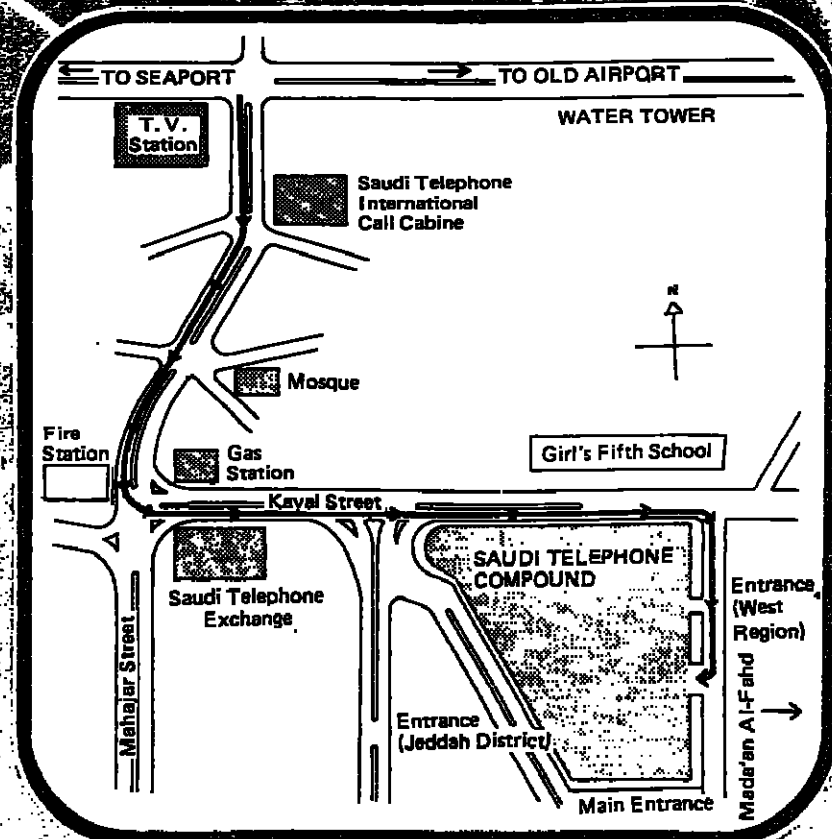 TO SEAPORT
TO OLD AIRPORT
WATER TOWER
T.V.
Station
Saudi Telephone
International
Call Cabine
N
Mosque
Fire
Station
Gas
Station
Girl's Fifth School
Kayal Street
SAUDI TELEPHONE
COMPOUND
Saudi Telephone
Exchange
Entrance
(West
Region)
Mahajar Street
Entrance
(Jeddah District)
Mada'an Al-Fahd
Main Entrance